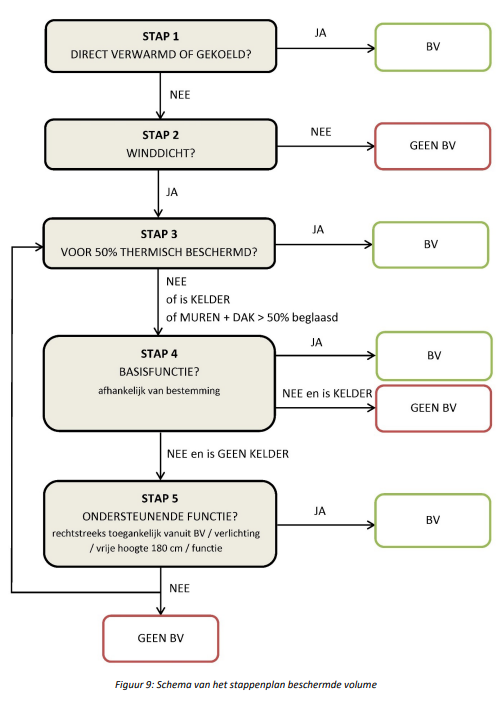 STAP 1
DIRECT VERWARMD OF GEKOELD?
JA
BV
NEE
STAP 2
WINDDICHT?
NEE
GEEN BV
JA
STAP 3
VOOR 50% THERMISCH BESCHERMD?
JA
BV
NEE
of is KELDER
of MUREN + DAK > 50% beglaasd
STAP 4
BASISFUNCTIE?
afhankelijk van bestemming
JA
BV
NEE en is KELDER
GEEN BV
NEE en is GEEN KELDER
STAP 5
ONDERSTEUNENDE FUNCTIE?
rechtstreeks toegankelijk vanuit BV / verlichting
/ vrije hoogte 180 cm / functie
JA
BV
NEE
GEEN BV
Figuur 9: Schema van het stappenplan beschermde volume